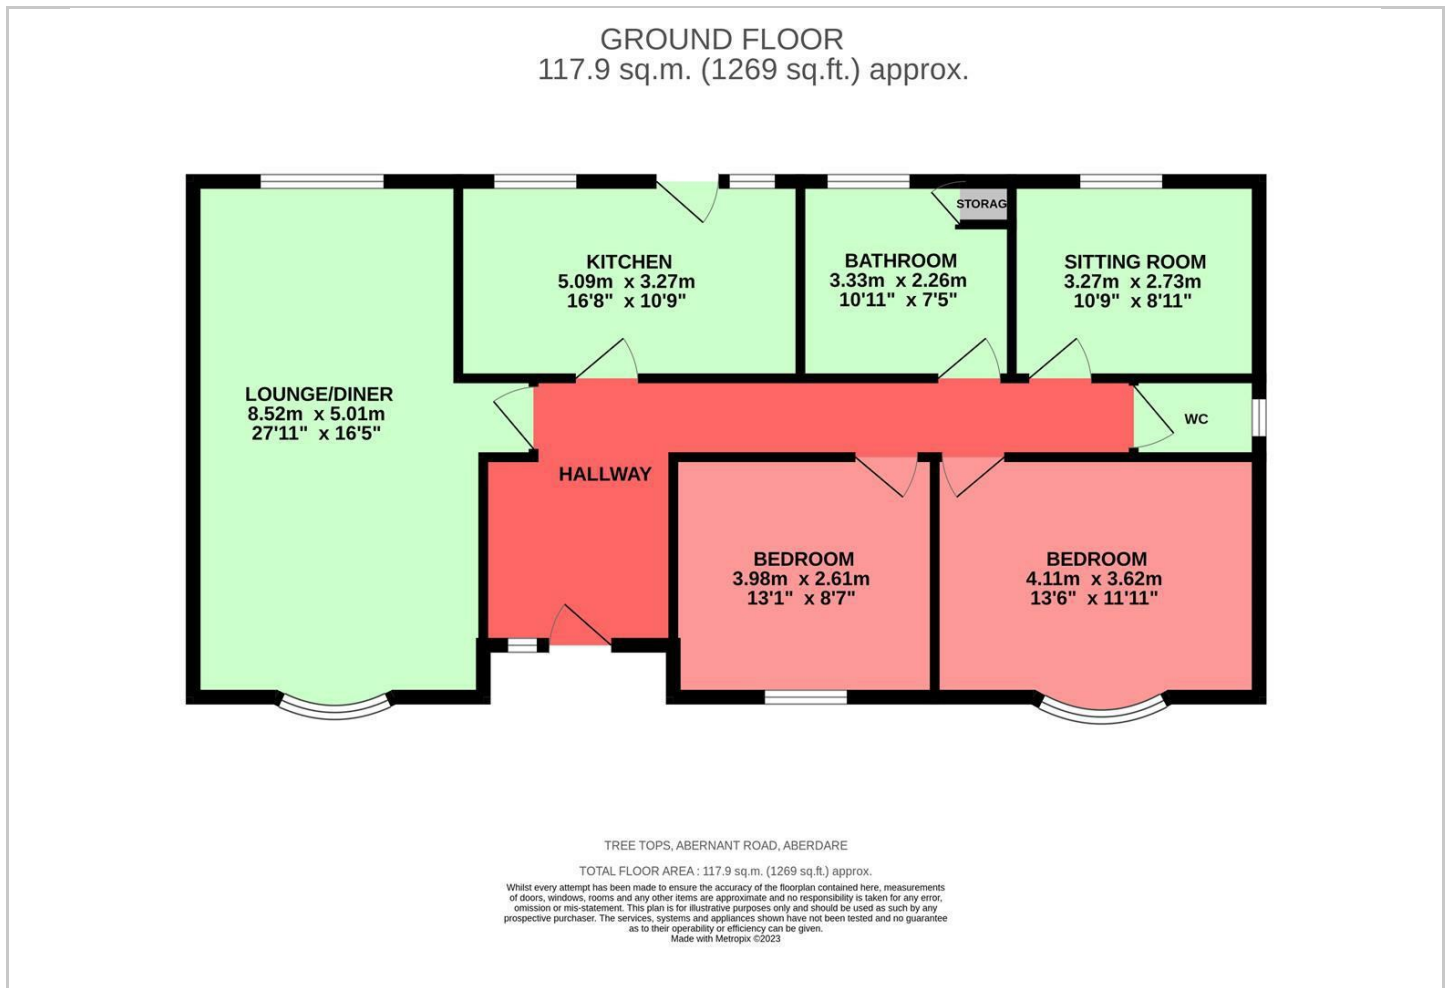 GROUND FLOOR
117.9 sq.m. (1269 sq.ft.) approx.
STORAG
KITCHEN
5.09m x 3.27m
16'8" x 10'9"
BATHROOM
3.33m x 2.26m
10'11" x 7'5"
SITTING ROOM
3.27m x 2.73m
10'9" x 8'11"
LOUNGE/DINER
8.52m x 5.01m
27'11" x 16'5"
WC
HALLWAY
BEDROOM
3.98m x 2.61m
13'1" x 8'7"
BEDROOM
4.11m x 3.62m
13'6" x 11'11"
TREE TOPS, ABERNANT ROAD, ABERDARE
TOTAL FLOOR AREA : 117.9 sq.m. (1269 sq.ft.) approx.
Whilst every attempt has been made to ensure the accuracy of the floorplan contained here, measurements
of doors, windows, rooms and any other items are approximate and no responsibility is taken for any error,
omission or mis-statement. This plan is for illustrative purposes only and should be used as such by any
prospective purchaser. The services, systems and appliances shown have not been tested and no guarantee
as to their operability or efficiency can be given.
Made with Metropix ©2023